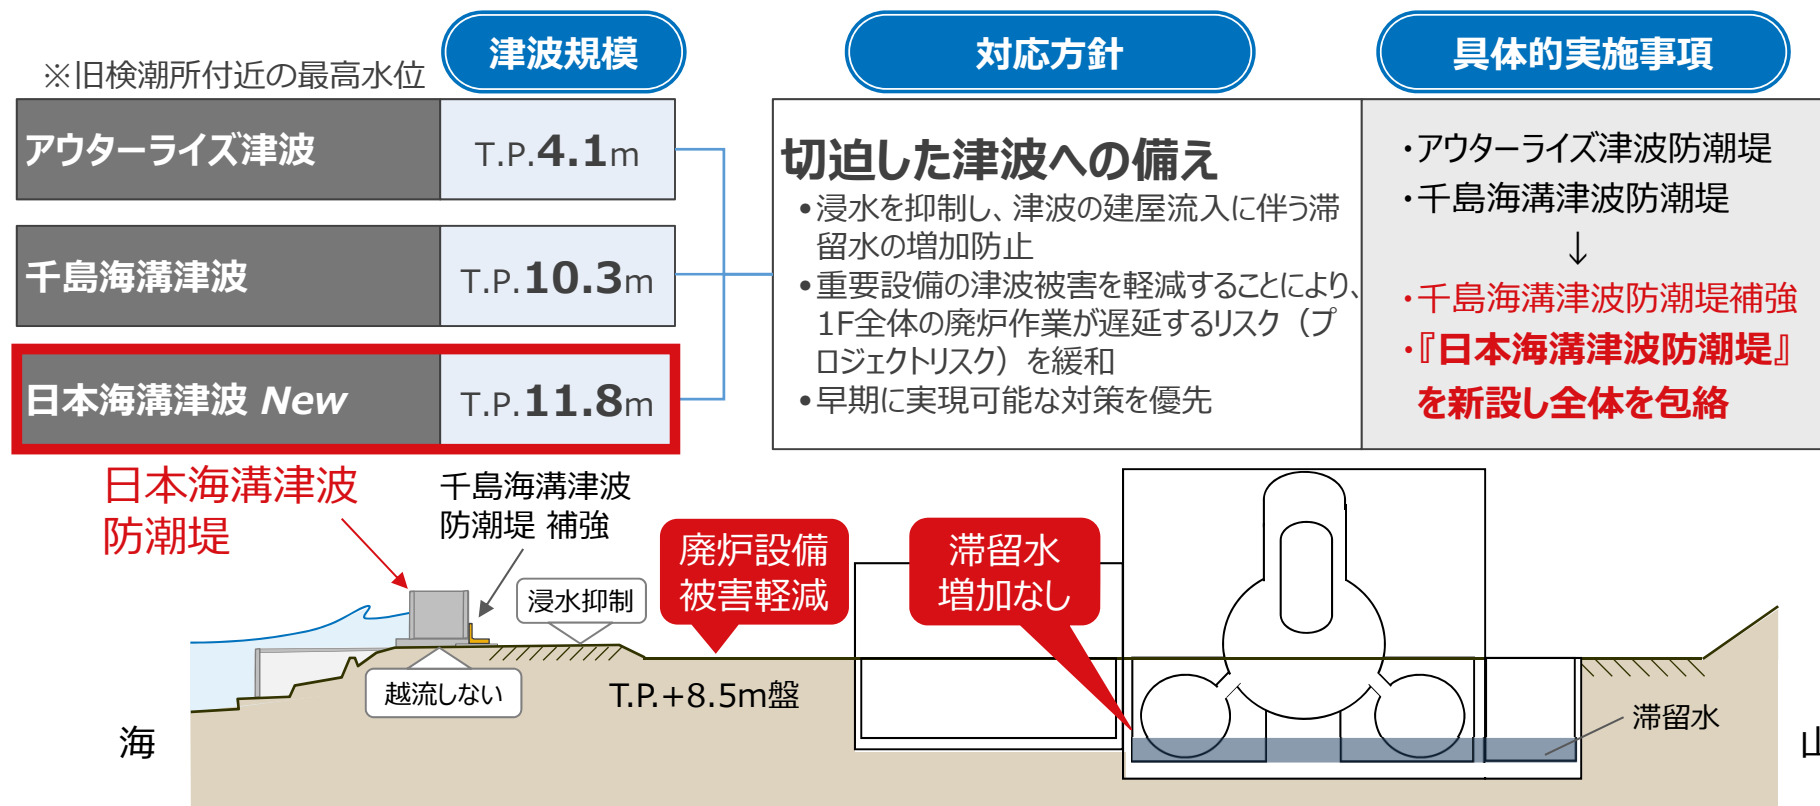 津波規模
対応方針
具体的実施事項
※旧検潮所付近の最高水位
アウターライズ津波
T.P.4.1m
千島海溝津波
T.P.10.3m
日本海溝津波 New
T.P.11.8m
切迫した津波への備え
•浸水を抑制し、津波の建屋流入に伴う滞
留水の増加防止
•重要設備の津波被害を軽減することにより、
1F全体の廃炉作業が遅延するリスク（プ
ロジェクトリスク）を緩和
•早期に実現可能な対策を優先
・アウターライズ津波防潮堤
・千島海溝津波防潮堤
↓
・千島海溝津波防潮堤補強
・『日本海溝津波防潮堤』
を新設し全体を包絡
日本海溝津波
防潮堤
千島海溝津波
防潮堤 補強
浸水抑制
廃炉設備
被害軽減
滞留水
増加なし
越流しない
T.P.+8.5m盤
滞留水
海
山